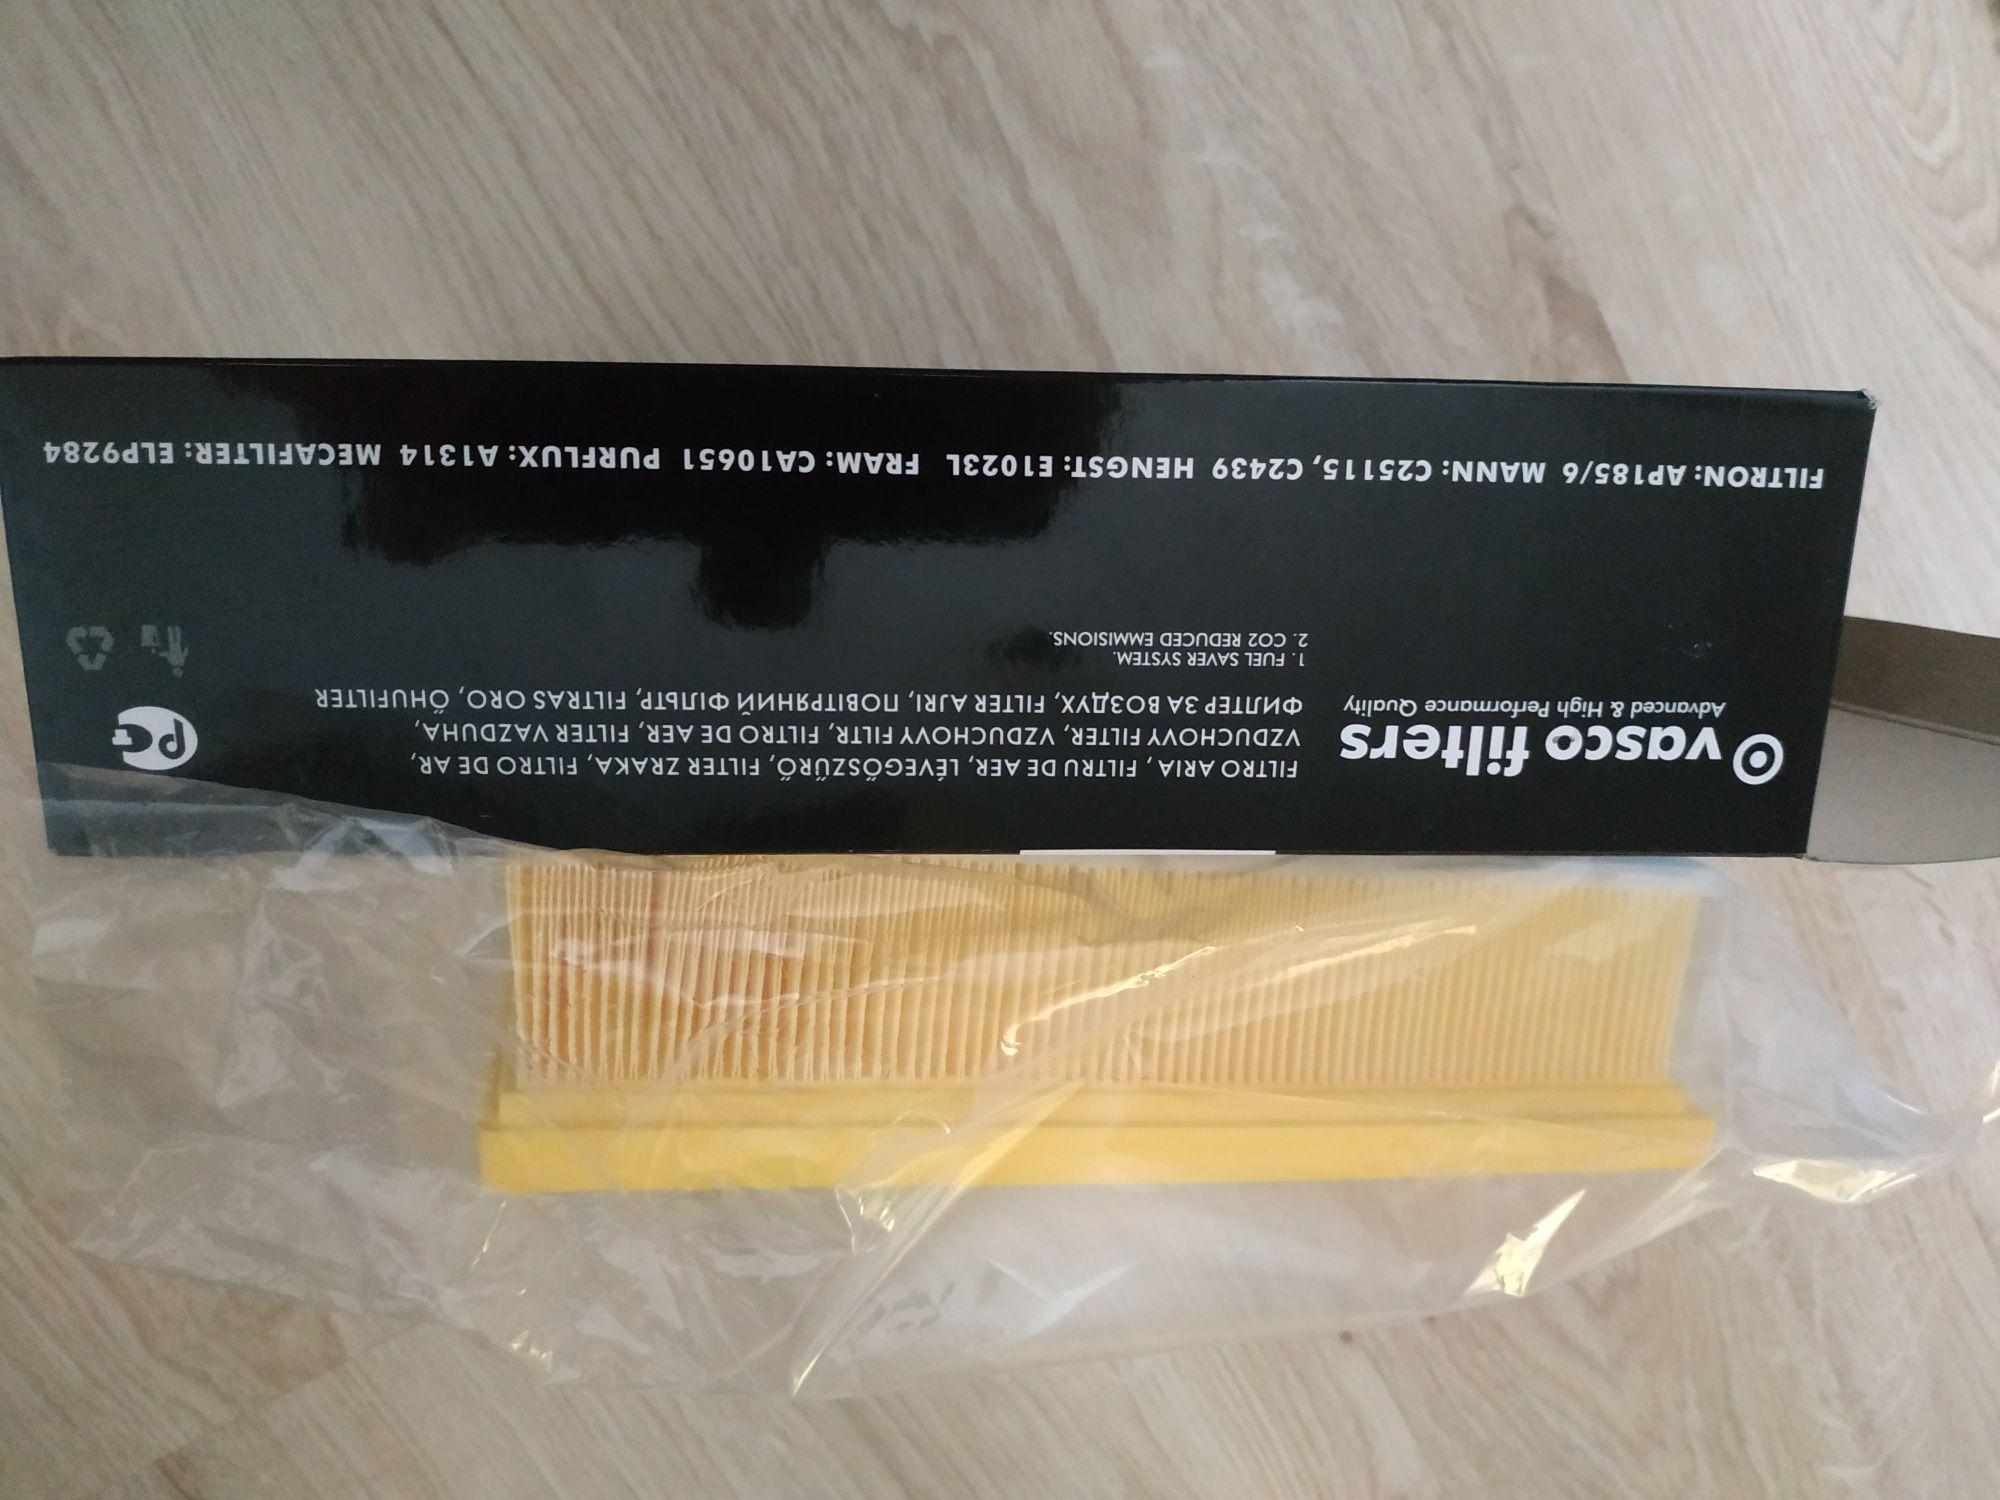 vasco filters
Advanced & High Performance Quality
FILTRO ARIA, FILTRU DE AER, LÉVEGŐSZŰRŐ, FILTER ZRAKA, FILTRO DE AR,
VZDUCHOVY FILTER, VZDUCHOVY FILTR, FILTRO DE AER, FILTER VAZDUHA,
ФИЛТЕР ЗА ВОЗДУХ, FILTER AJRI, ПОВІТРЯНИЙ ФІЛЬТР, FILTRAS ORO, ŐHUFILTER
1. FUEL SAVER SYSTEM.
2. CO2 REDUCED EMMISIONS.
FILTRON: AP185/6 MANN: C25115, C2439 HENGST: E1023L FRAM: CA10651 PURFLUX: A1314 MECAFILTER: ELP9284